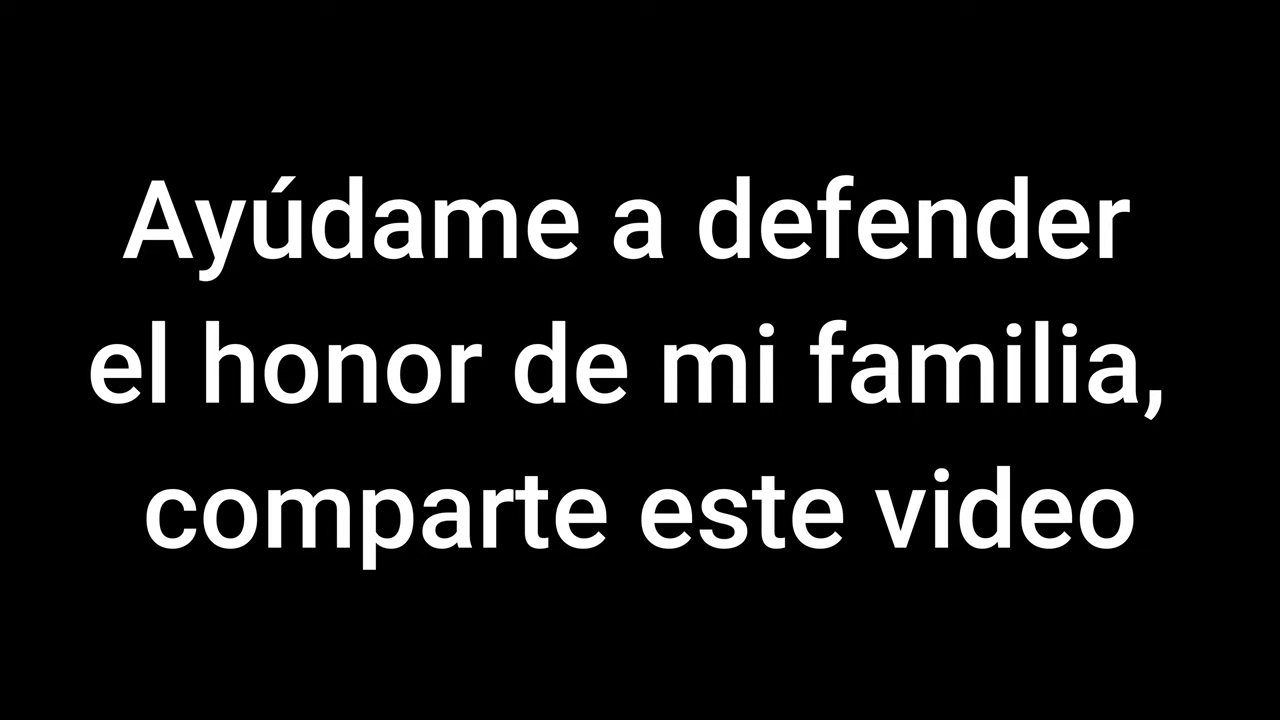 Ayúdame a defender
el honor de mi familia,
comparte este video